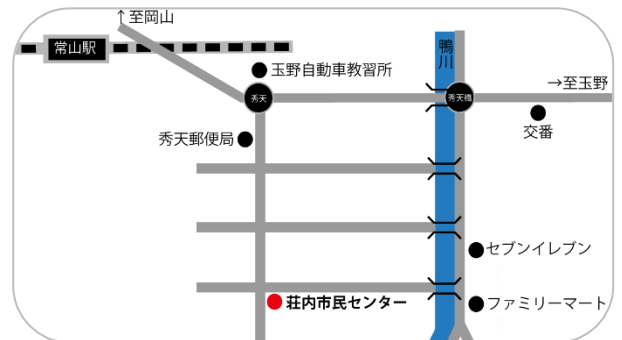 ↑至岡山
常山駅
鴨川
玉野自動車教習所
→至玉野
秀天
秀天橋
交番
秀天郵便局
セブンイレブン
荘内市民センター
ファミリーマート